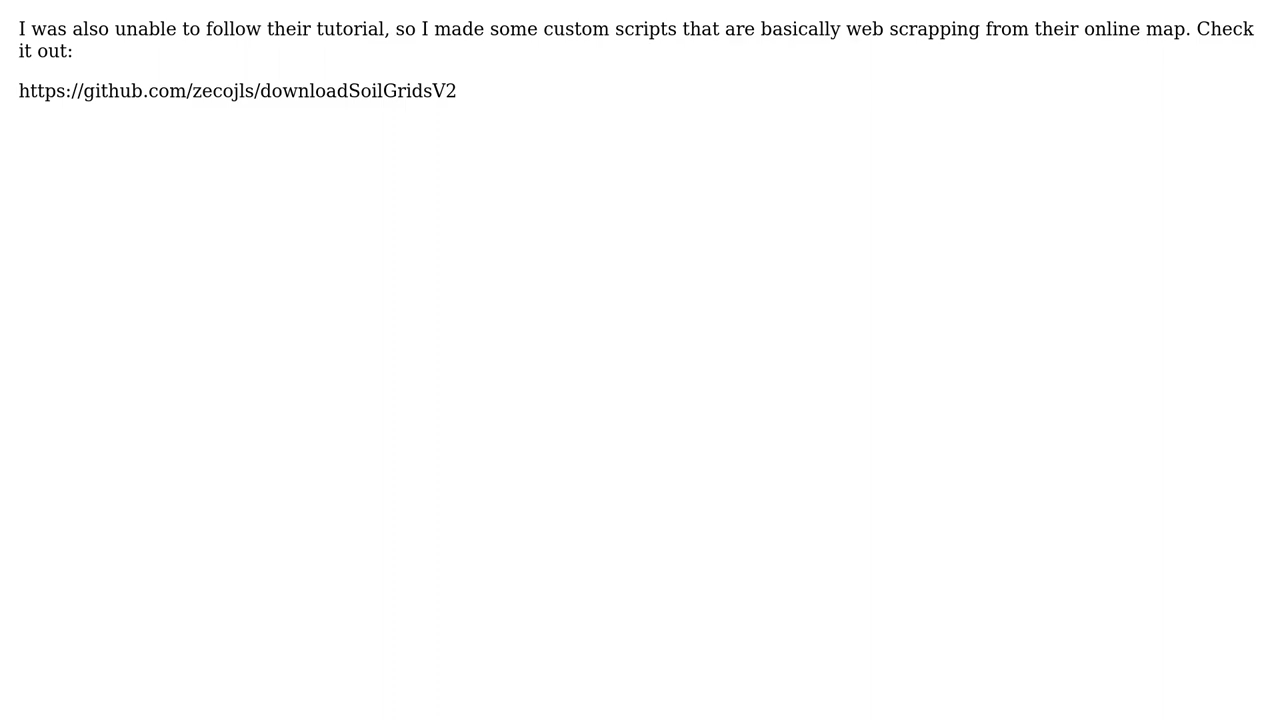 I was also unable to follow their tutorial, so I made some custom scripts that are basically web scrapping from their online map. Check
it out:
https://github.com/zecojls/downloadSoilGridsV2